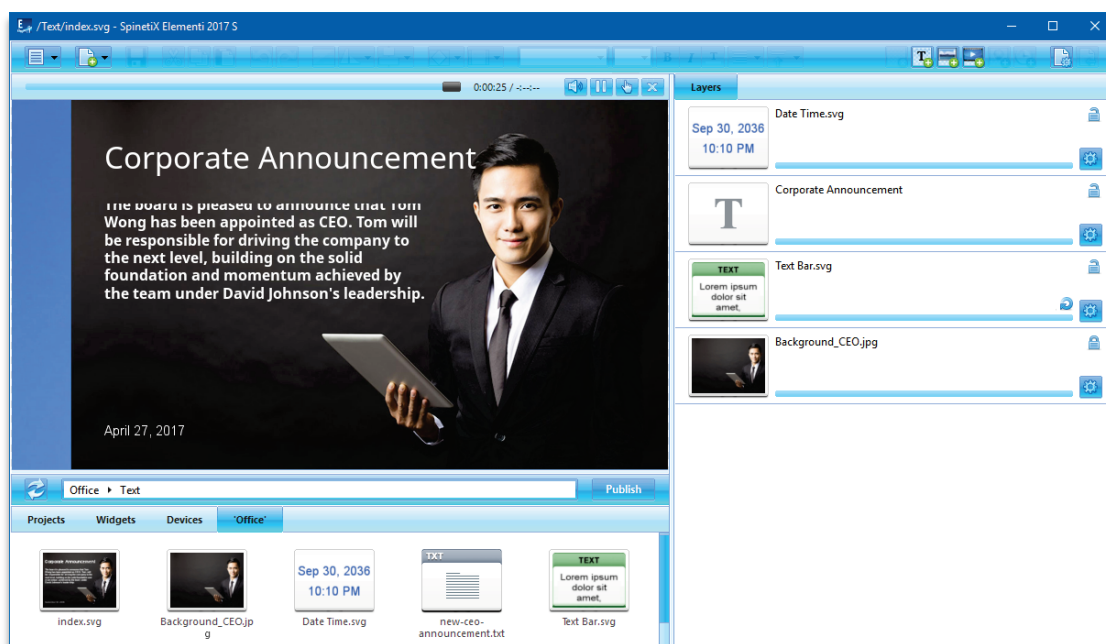 /Text/index.svg - SpinetiX Elementi 2017 S
0:00:25 / -:--:--
Corporate Announcement
The board is pleased to announce that Tom
Wong has been appointed as CEO. Tom will
be responsible for driving the company to
the next level, building on the solid
foundation and momentum achieved by
the team under David Johnson's leadership.
April 27, 2017
Layers
Sep 30, 2036
10:10 PM
Date Time.svg
T
Corporate Announcement
TEXT
Lorem ipsum
dolor sit
amet,
Text Bar.svg
Background_CEO.jpg
Office ‣ Text
Publish
Projects
Widgets
Devices
'Office'
index.svg
Background_CEO.jp
g
Sep 30, 2036
10:10 PM
Date Time.svg
TXT
new-ceo-
announcement.txt
TEXT
Lorem ipsum
dolor sit
amet,
Text Bar.svg